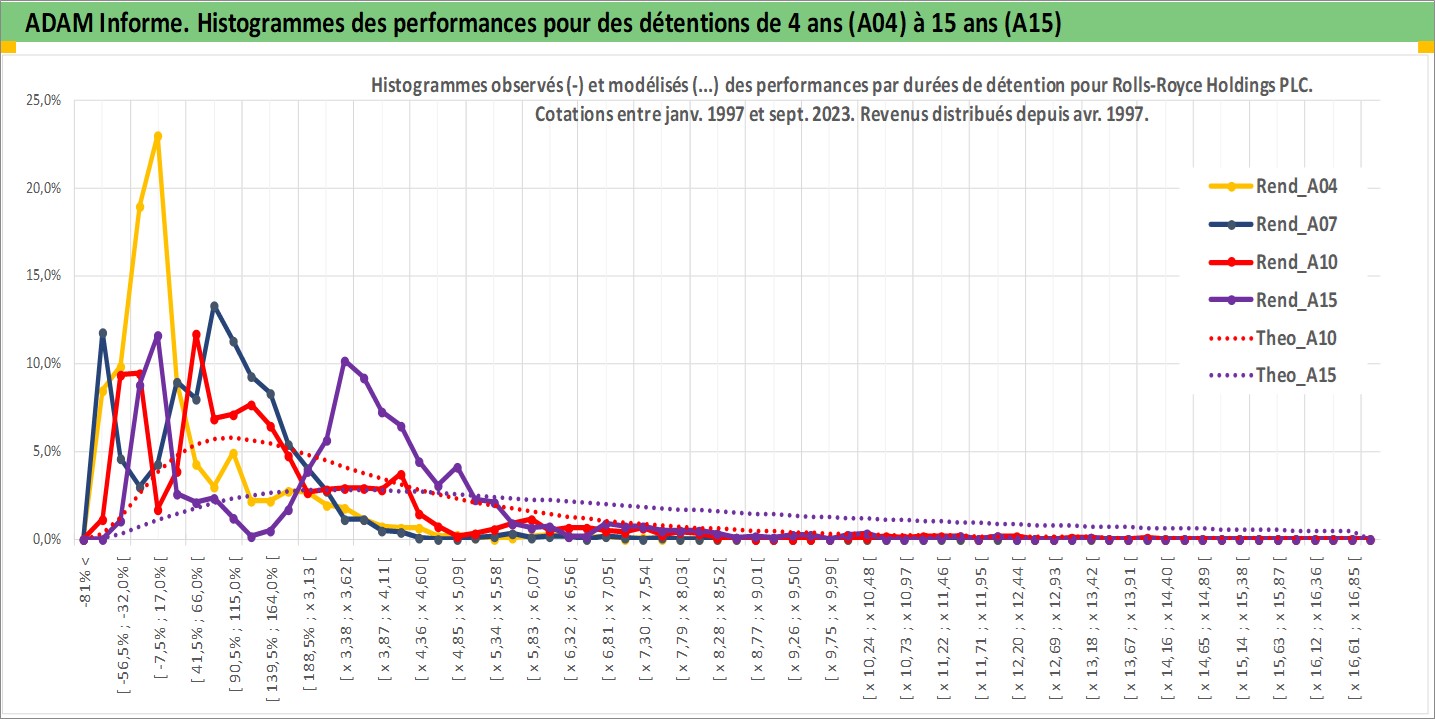 ADAM Informe. Histogrammes des performances pour des détentions de 4 ans (A04) à 15 ans (A15)
Histogrammes observés (-) et modélisés (...) des performances par durées de détention pour Rolls-Royce Holdings PLC.
Cotations entre janv. 1997 et sept. 2023. Revenus distribués depuis avr. 1997.
25,0%
20,0%
15,0%
10,0%
5,0%
0,0%
Rend_A04
Rend_A07
Rend_A10
Rend_A15
Theo_A10
Theo_A15
-81% <
[ -56,5% ; -32,0% [
[ -7,5% ; 17,0% [
[ 41,5% ; 66,0% [
[ 90,5% ; 115,0% [
[ 139,5% ; 164,0% [
[ 188,5% ; x 3,13 [
[ x 3,38 ; x 3,62 [
[ x 3,87 ; x 4,11 [
[ x 4,36 ; x 4,60 [
[ x 4,85 ; x 5,09 [
[ x 5,34 ; x 5,58 [
[ x 5,83 ; x 6,07 [
[ x 6,32 ; x 6,56 [
[ x 6,81 ; x 7,05 [
[ x 7,30 ; x 7,54 [
[ x 7,79 ; x 8,03 [
[ x 8,28 ; x 8,52 [
[ x 8,77 ; x 9,01 [
[ x 9,26 ; x 9,50 [
[ x 9,75 ; x 9,99 [
[ x 10,24 ; x 10,48 [
[ x 10,73 ; x 10,97 [
[ x 11,22 ; x 11,46 [
[ x 11,71 ; x 11,95 [
[ x 12,20 ; x 12,44 [
[ x 12,69 ; x 12,93 [
[ x 13,18 ; x 13,42 [
[ x 13,67 ; x 13,91 [
[ x 14,16 ; x 14,40 [
[ x 14,65 ; x 14,89 [
[ x 15,14 ; x 15,38 [
[ x 15,63 ; x 15,87 [
[ x 16,12 ; x 16,36 [
[ x 16,61 ; x 16,85 [